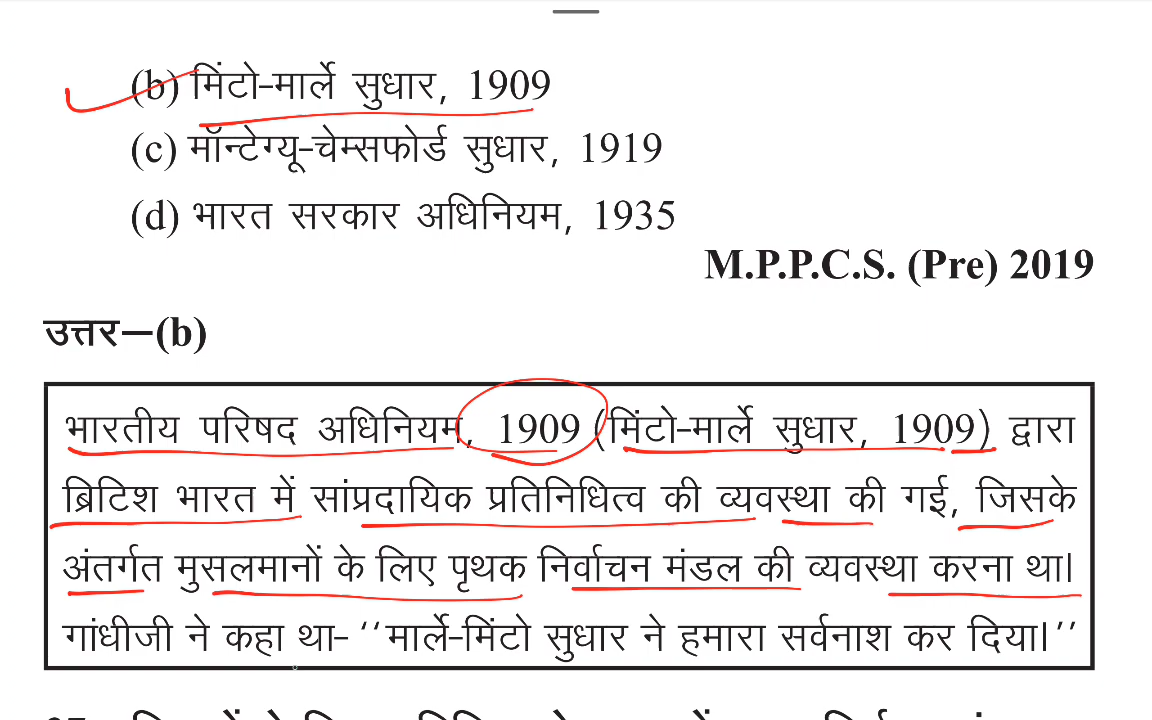 (b) मिंटो-मार्ले सुधार, 1909
(c) मॉन्टेग्यू-चेम्सफोर्ड सुधार, 1919
(d) भारत सरकार अधिनियम, 1935
M.P.P.C.S. (Pre) 2019
उत्तर—(b)
भारतीय परिषद अधिनियम, 1909 (मिंटो-मार्ले सुधार, 1909) द्वारा
ब्रिटिश भारत में सांप्रदायिक प्रतिनिधित्व की व्यवस्था की गई, जिसके
अंतर्गत मुसलमानों के लिए पृथक निर्वाचन मंडल की व्यवस्था करना था।
गांधीजी ने कहा था- ‘‘मार्ले-मिंटो सुधार ने हमारा सर्वनाश कर दिया।’’